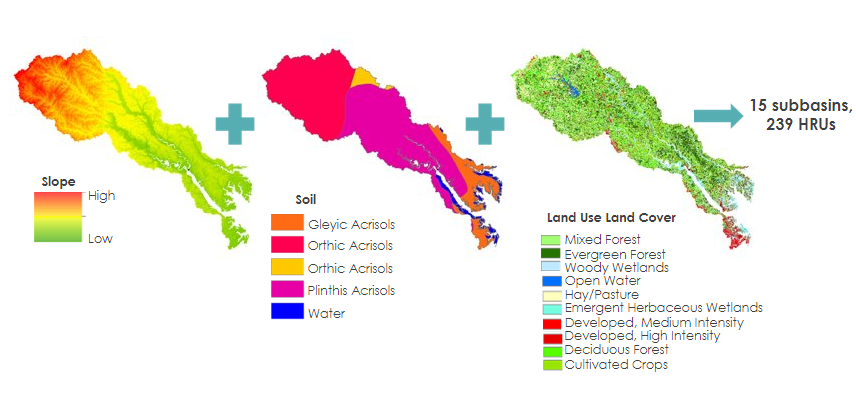 15 subbasins,
239 HRUs
Slope
High
Low
Soil
Gleyic Acrisols
Orthic Acrisols
Orthic Acrisols
Plinthis Acrisols
Water
Land Use Land Cover
Mixed Forest
Evergreen Forest
Woody Wetlands
Open Water
Hay/Pasture
Emergent Herbaceous Wetlands
Developed, Medium Intensity
Developed, High Intensity
Deciduous Forest
Cultivated Crops